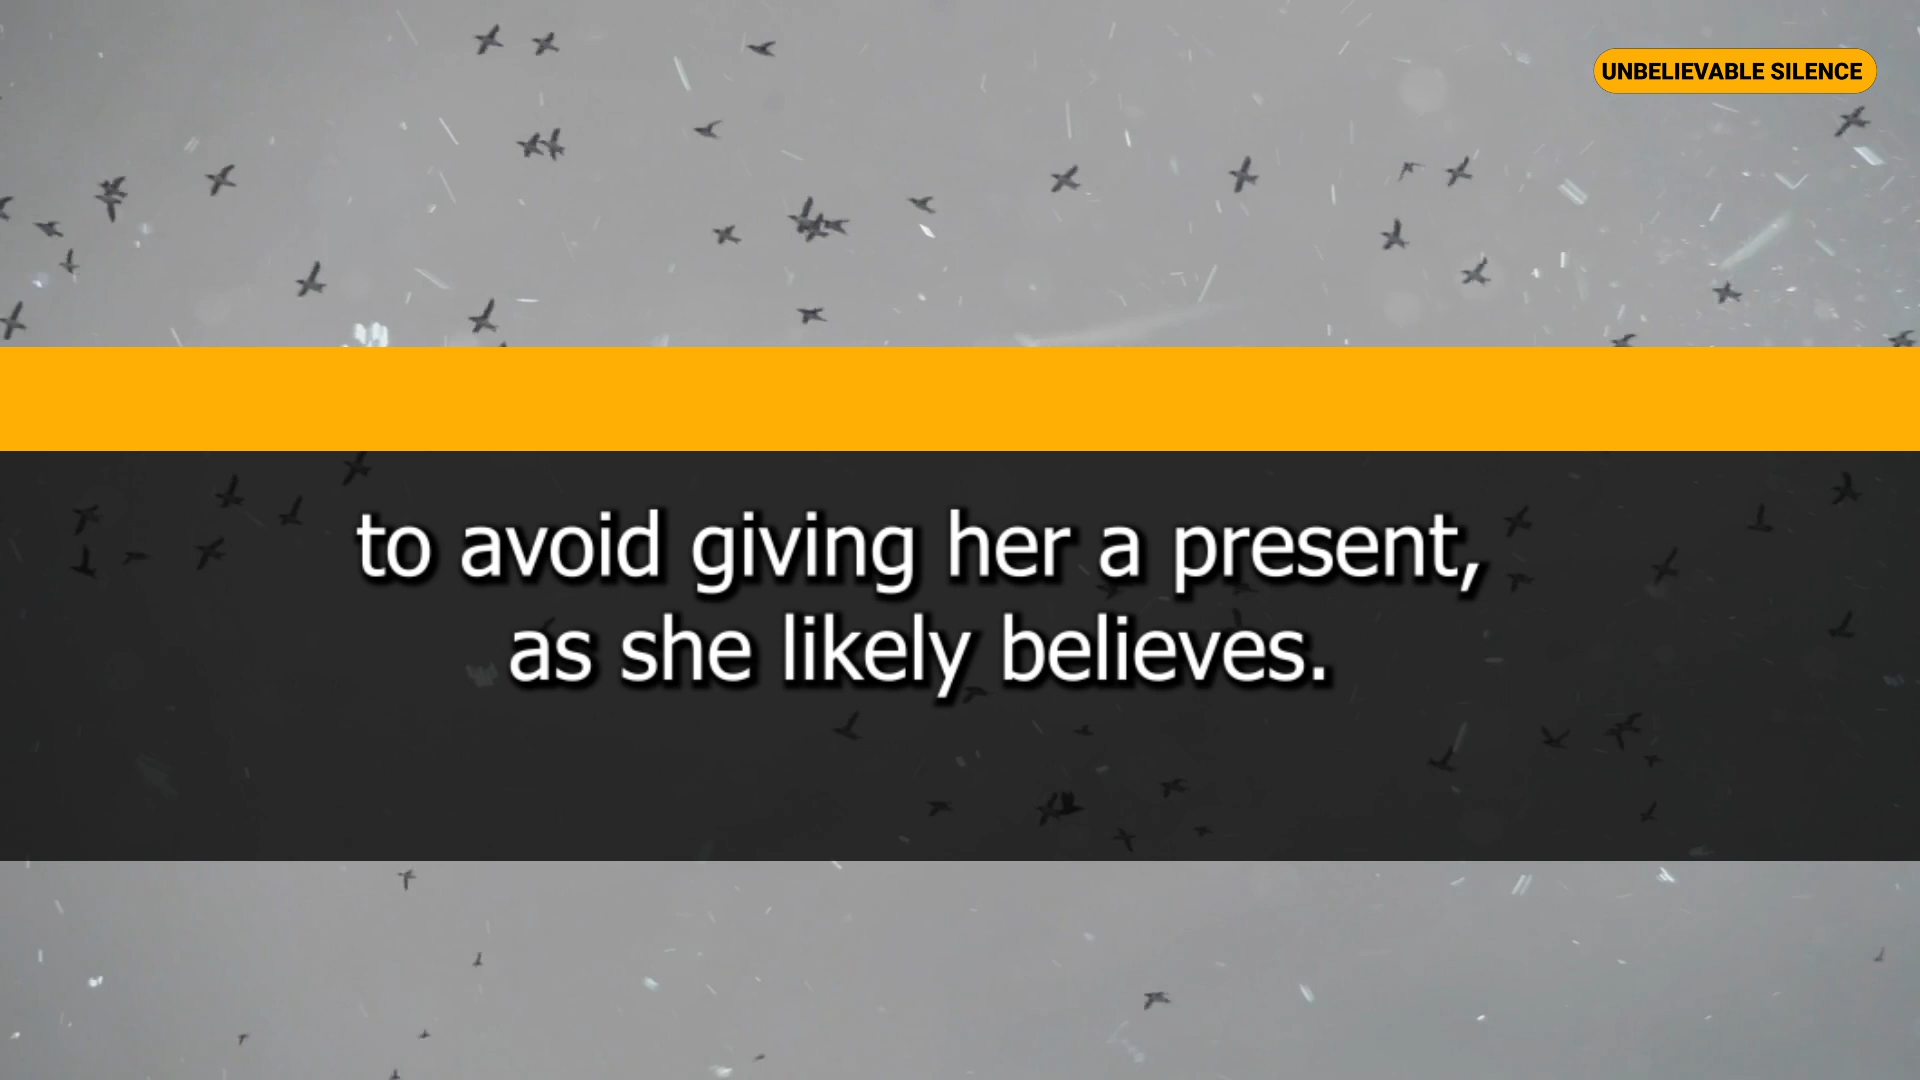 UNBELIEVABLE SILENCE
to avoid giving her a present,
as she likely believes.